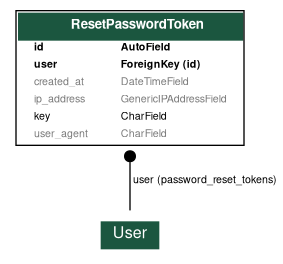 ResetPasswordToken
id AutoField
user ForeignKey (id)
created_at DateTimeField
ip_address GenericIPAddressField
key CharField
user_agent CharField
user (password_reset_tokens)
User